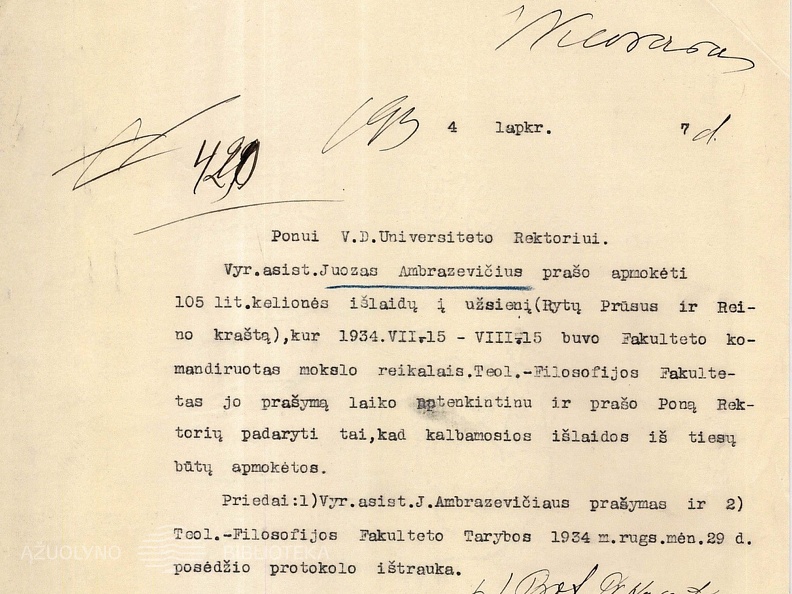 193 4 lapkr. 7 d.
N 420
Ponui V.D.Universiteto Rektoriui.
Vyr.asist.Juozas Ambrazevičius prašo apmokėti
105 lit.kelionės išlaidų į užsienį(Rytų Prūsus ir Rei-
no kraštą),kur 1934.VII.15 - VIII.15 buvo Fakulteto ko-
mandiruotas mokslo reikalais.Teol.-Filosofijos Fakulte-
tas jo prašymą laiko patenkintinu ir prašo Poną Rek-
torių padaryti tai,kad kalbamosios išlaidos iš tiesų
būtų apmokėtos.
Priedai:1)Vyr.asist.J.Ambrazevičiaus prašymas ir 2)
Teol.-Filosofijos Fakulteto Tarybos 1934 m.rugs.mėn.29 d.
AŽUOLYNO BIBLIOTEKA
posėdžio protokolo ištrauka.